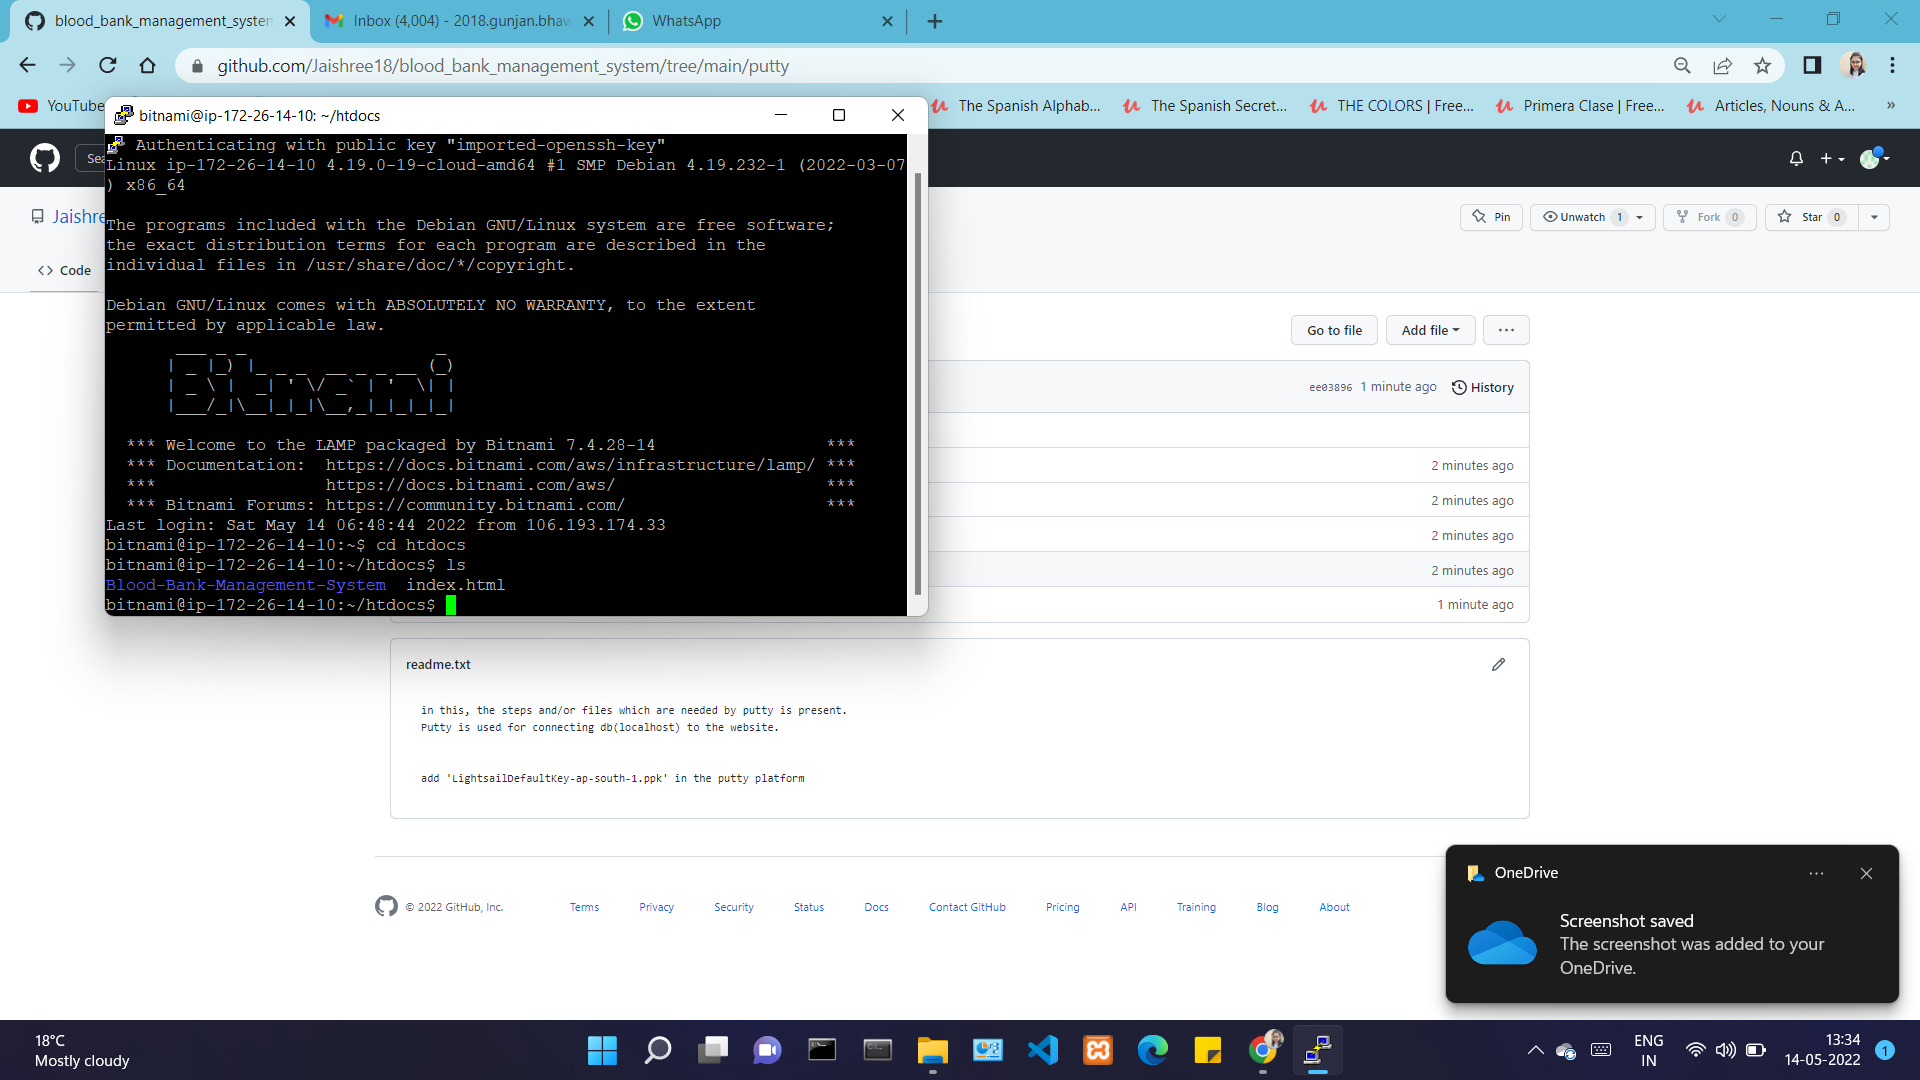 blood_bank_management_system
Inbox (4,004) - 2018.gunjan.bhaw
WhatsApp
github.com/Jaishree18/blood_bank_management_system/tree/main/putty
YouTube
The Spanish Alphab...
The Spanish Secret...
THE COLORS | Free...
Primera Clase | Free...
Articles, Nouns & A...
»
bitnami@ip-172-26-14-10: ~/htdocs
Sea
Jaishre
Pin
Unwatch 1
Fork 0
Star 0
Code
Authenticating with public key "imported-openssh-key"
Linux ip-172-26-14-10 4.19.0-19-cloud-amd64 #1 SMP Debian 4.19.232-1 (2022-03-07
) x86_64
The programs included with the Debian GNU/Linux system are free software;
the exact distribution terms for each program are described in the
individual files in /usr/share/doc/*/copyright.
Debian GNU/Linux comes with ABSOLUTELY NO WARRANTY, to the extent
permitted by applicable law.
Bitnami
*** Welcome to the LAMP packaged by Bitnami 7.4.28-14 ***
*** Documentation: https://docs.bitnami.com/aws/infrastructure/lamp/ ***
*** https://docs.bitnami.com/aws/ ***
*** Bitnami Forums: https://community.bitnami.com/ ***
Last login: Sat May 14 06:48:44 2022 from 106.193.174.33
bitnami@ip-172-26-14-10:~$ cd htdocs
bitnami@ip-172-26-14-10:~/htdocs$ ls
Blood-Bank-Management-System index.html
bitnami@ip-172-26-14-10:~/htdocs$
Go to file
Add file
...
ee03896 1 minute ago
History
2 minutes ago
2 minutes ago
2 minutes ago
2 minutes ago
1 minute ago
readme.txt
in this, the steps and/or files which are needed by putty is present.
Putty is used for connecting db(localhost) to the website.
add 'LightsailDefaultKey-ap-south-1.ppk' in the putty platform
© 2022 GitHub, Inc.
Terms
Privacy
Security
Status
Docs
Contact GitHub
Pricing
API
Training
Blog
About
OneDrive
...
Screenshot saved
The screenshot was added to your
OneDrive.
18°C
Mostly cloudy
ENG
IN
13:34
14-05-2022
1